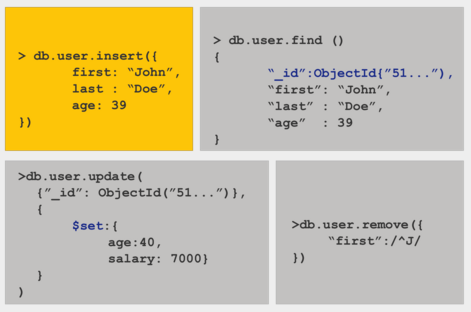 > db.user.insert({
first: “John”,
last : “Doe”,
age: 39
})
> db.user.find ()
{
“_id”:ObjectId{“51...”),
“first”: “John”,
“last” : “Doe”,
“age” : 39
}
>db.user.update(
{“_id”: ObjectId(“51...”)},
{
$set:{
age:40,
salary: 7000}
}
)
>db.user.remove({
“first”:/^J/
})